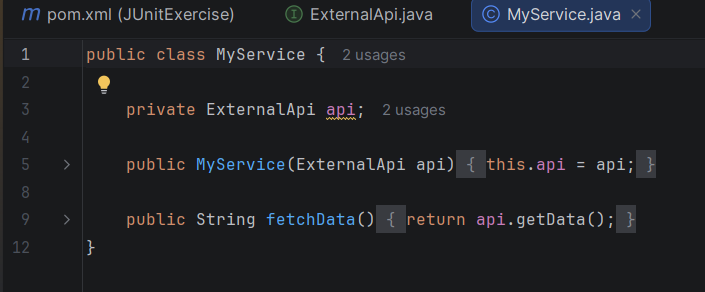 m pom.xml (JUnitExercise) I ExternalApi.java C MyService.java ×
1 public class MyService { 2 usages
2
3 private ExternalApi api; 2 usages
4
5 > public MyService(ExternalApi api) { this.api = api; }
8
9 > public String fetchData() { return api.getData(); }
12 }